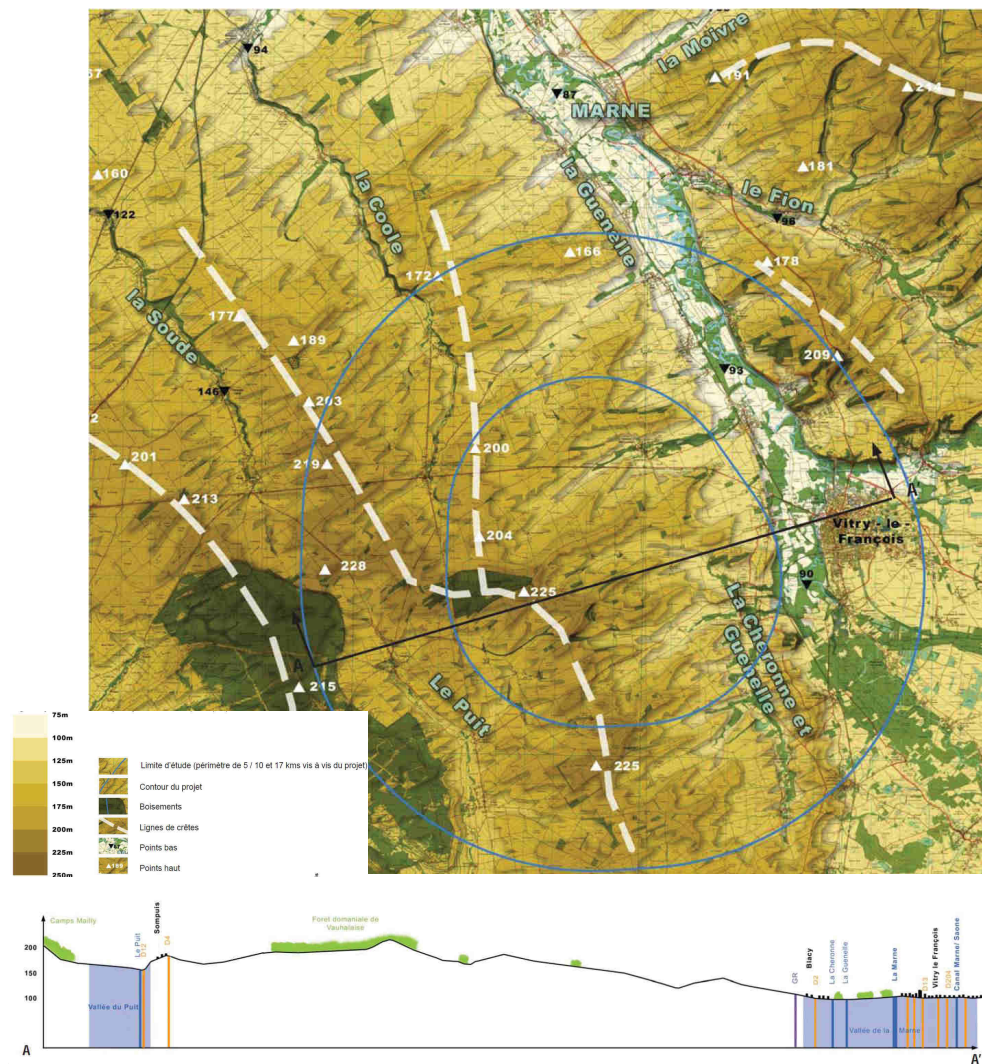 94
la Moivre
191
87
MARNE
181
160
122
la Coole
la Guenelle
le Fion
96
166
178
172
la Soude
177
189
209
93
146
203
200
201
219
213
A'
Vitry - le -
François
204
228
225
90
La Cheronne et
Guenelle
A
215
Le Puit
225
75m
100m
125m
150m
175m
200m
225m
250m
Limite d'étude (périmètre de 5 / 10 et 17 kms vis à vis du projet)
Contour du projet
Boisements
Lignes de crêtes
Points bas
Points haut
200
150
100
Camps Mailly
Le Puit
D12
Sompuis
D4
Foret domaniale de
Vauhalaise
Vallée du Puit
GR
Blacy
D2
La Cheronne
La Guenelle
La Marne
Vallée de la Marne
D13
Vitry le François
Canal Marne/ Saone
A
A'